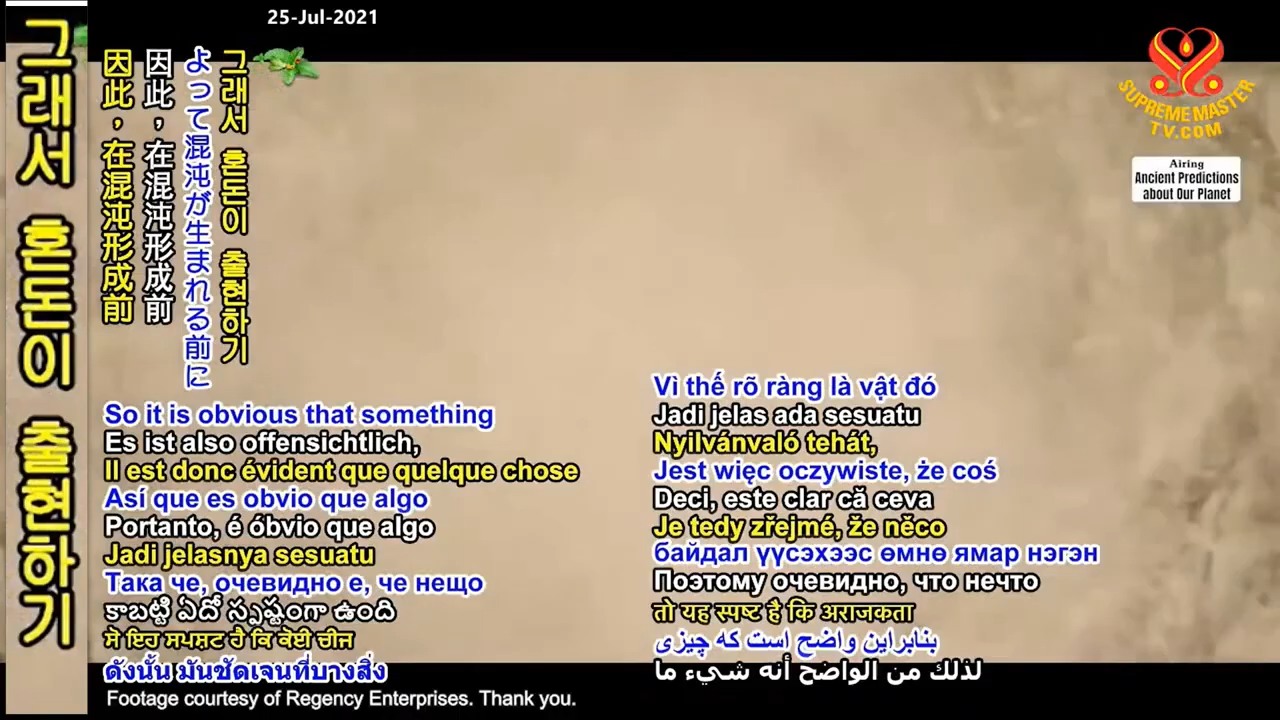 25-Jul-2021
그래서 혼돈이 출현하기
因此，在混沌形成前
因此，在混沌形成前
よって混沌が生まれる前に
그래서 혼돈이 출현하기
SUPREME MASTER
TV.COM
Airing
Ancient Predictions
about Our Planet
So it is obvious that something
Es ist also offensichtlich,
Il est donc évident que quelque chose
Así que es obvio que algo
Portanto, é óbvio que algo
Jadi jelasnya sesuatu
Така че, очевидно е, че нещо
కాబట్టి ఏదో స్పష్టంగా ఉంది
ਸੋ ਇਹ ਸਪਸ਼ਟ ਹੈ ਕਿ ਕੋਈ ਚੀਜ
ดังนั้น มันชัดเจนที่บางสิ่ง
Vì thế rõ ràng là vật đó
Jadi jelas ada sesuatu
Nyilvánvaló tehát,
Jest więc oczywiste, że coś
Deci, este clar că ceva
Je tedy zřejmé, že něco
байдал үүсэхээс өмнө ямар нэгэн
Поэтому очевидно, что нечто
तो यह स्पष्ट है कि अराजकता
بنابراین واضح است که چیزی
لذلك من الواضح أنه شيء ما
Footage courtesy of Regency Enterprises. Thank you.